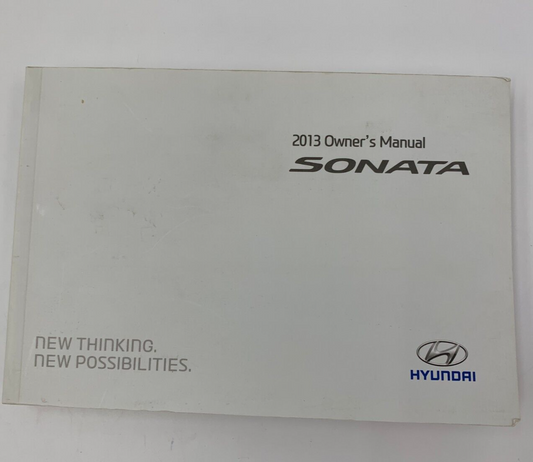 2013 Owner's Manual
SONATA
NEW THINKING.
NEW POSSIBILITIES.
HYUNDAI